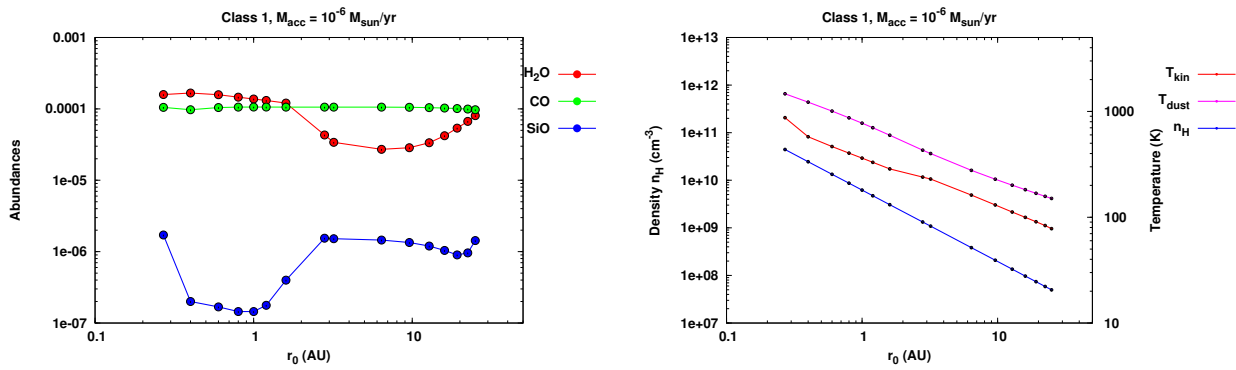 Class 1, M_acc = 10^-6 M_sun/yr
0.001
0.0001
1e-05
1e-06
1e-07
Abundances
0.1
1
10
r_0 (AU)
H_2O
CO
SiO
Class 1, M_acc = 10^-6 M_sun/yr
1e+13
1e+12
1e+11
1e+10
1e+09
1e+08
1e+07
Density n_H (cm^-3)
0.1
1
10
r_0 (AU)
1000
100
10
Temperature (K)
T_kin
T_dust
n_H